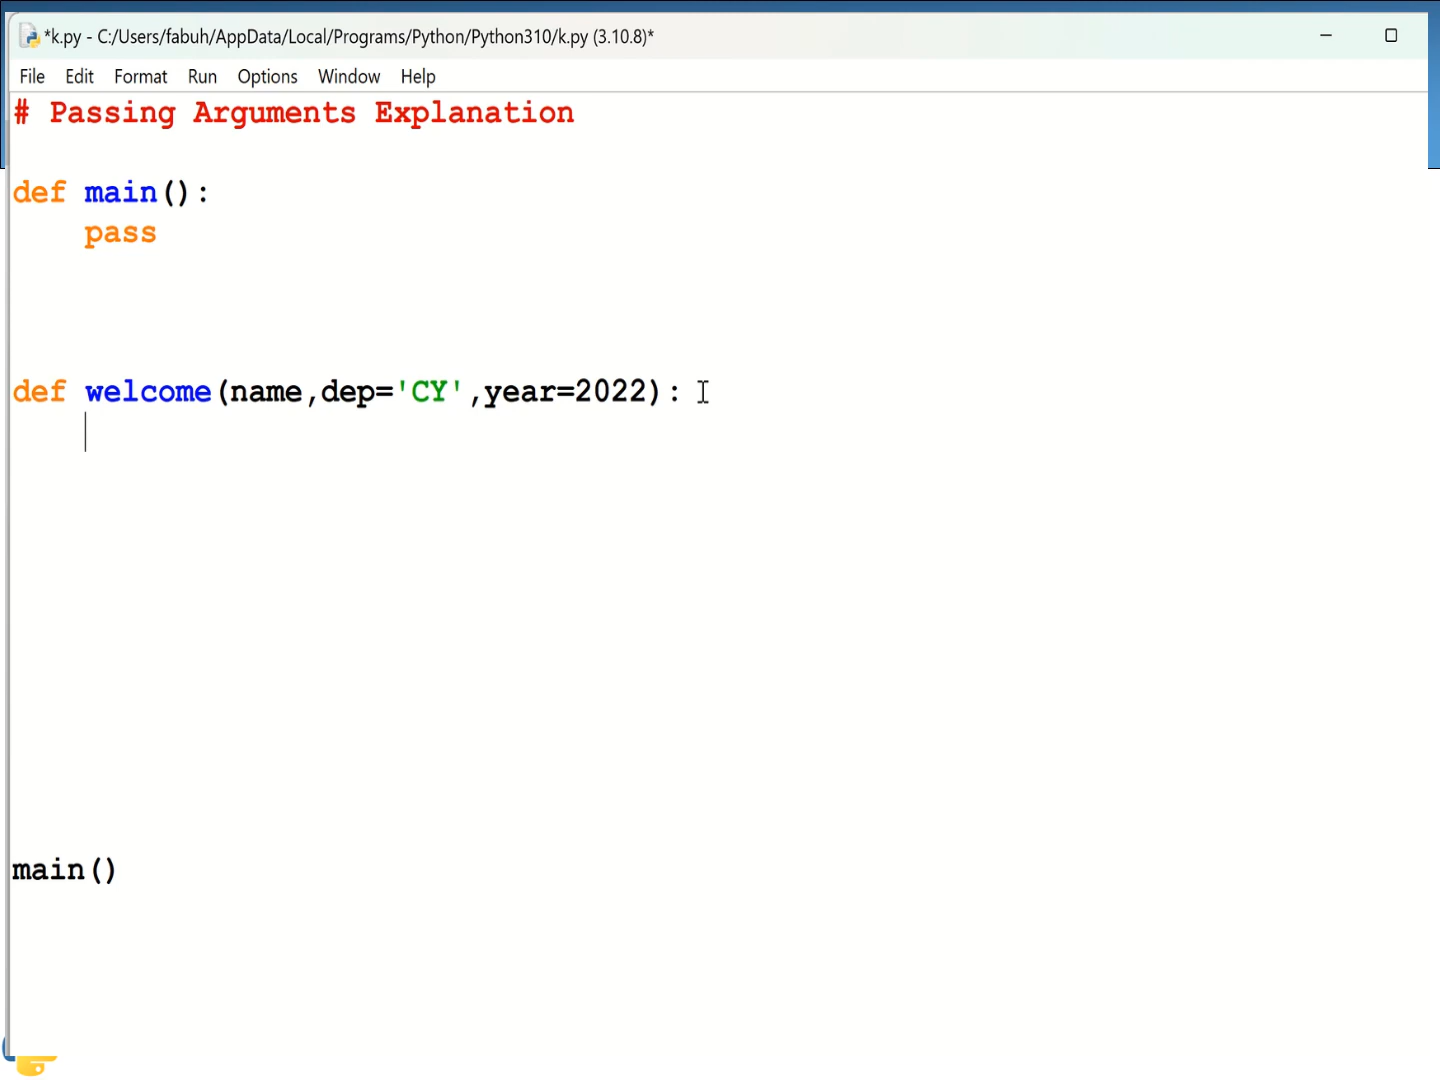 *k.py - C:/Users/fabuh/AppData/Local/Programs/Python/Python310/k.py (3.10.8)*
File Edit Format Run Options Window Help
# Passing Arguments Explanation
def main():
    pass
def welcome(name,dep='CY',year=2022):
main()